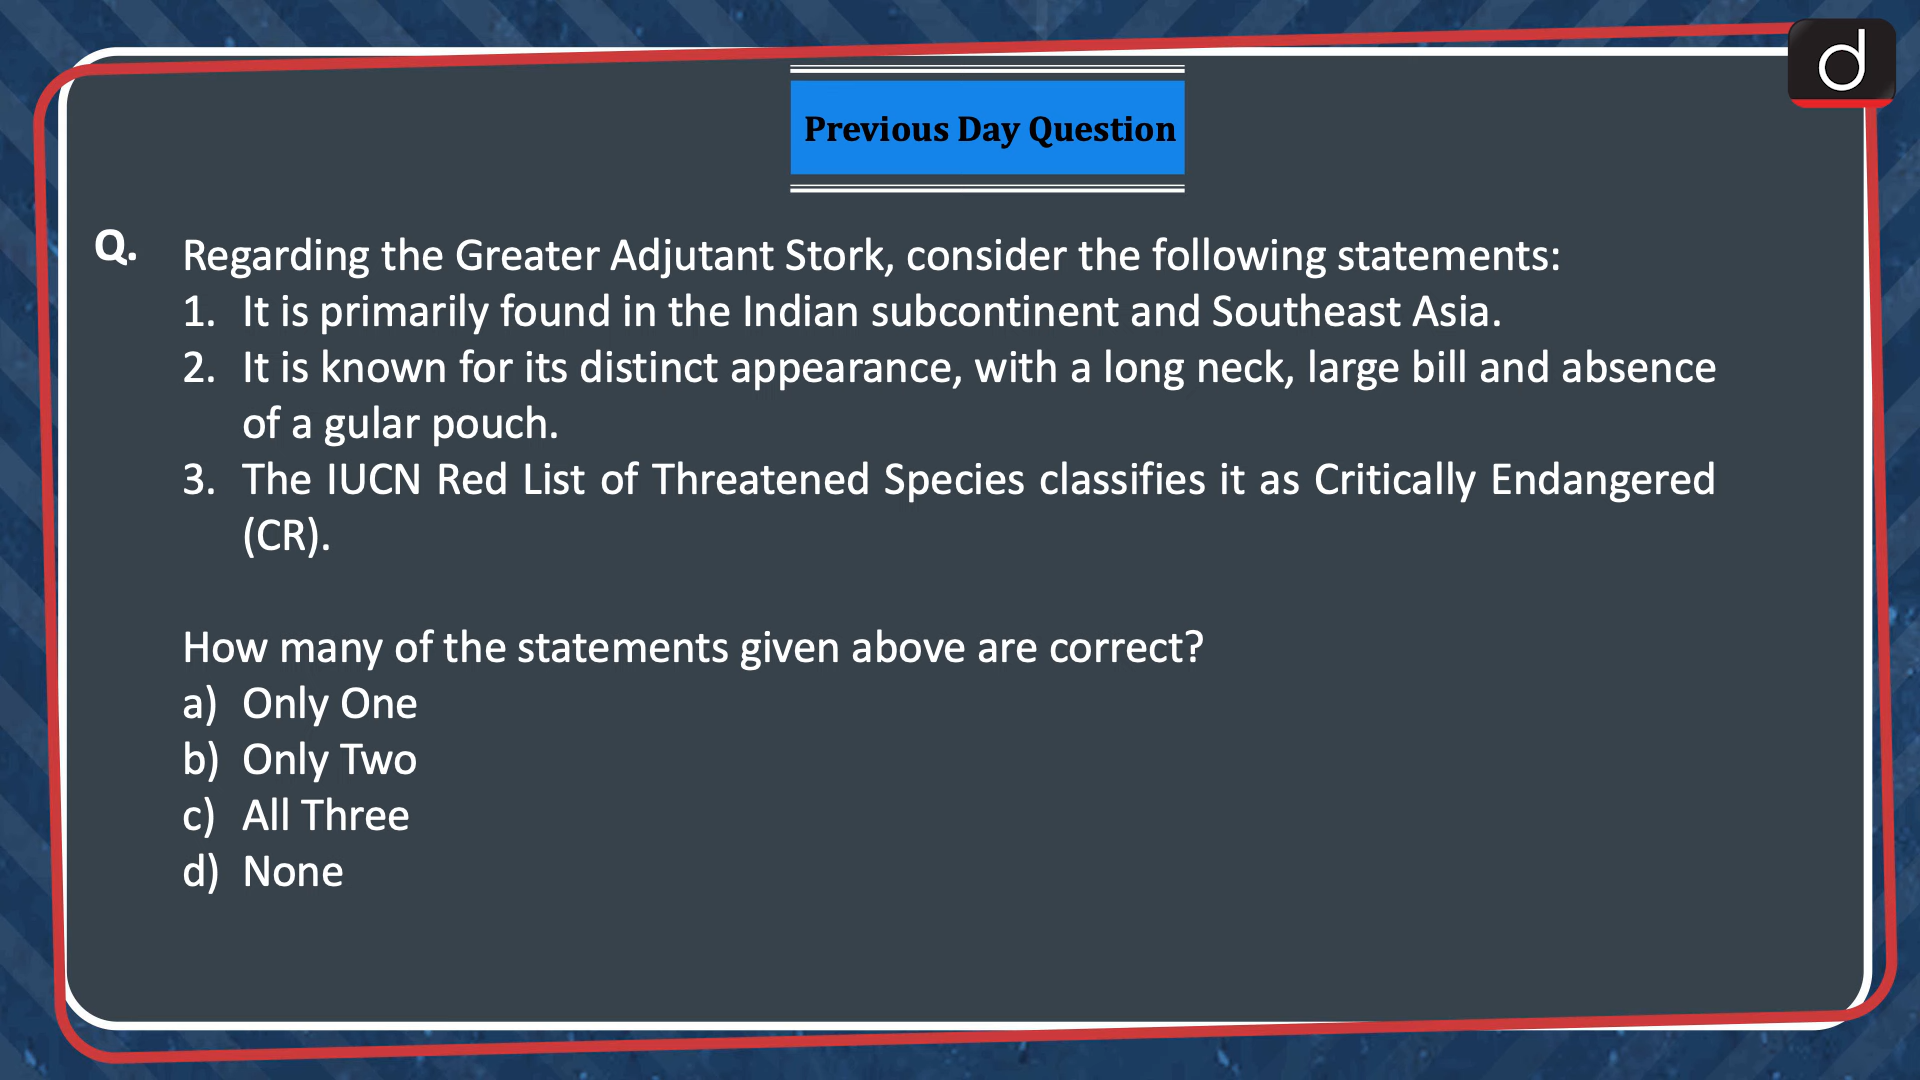 d
Previous Day Question
Q. Regarding the Greater Adjutant Stork, consider the following statements:
1. It is primarily found in the Indian subcontinent and Southeast Asia.
2. It is known for its distinct appearance, with a long neck, large bill and absence
of a gular pouch.
3. The IUCN Red List of Threatened Species classifies it as Critically Endangered
(CR).
How many of the statements given above are correct?
a) Only One
b) Only Two
c) All Three
d) None